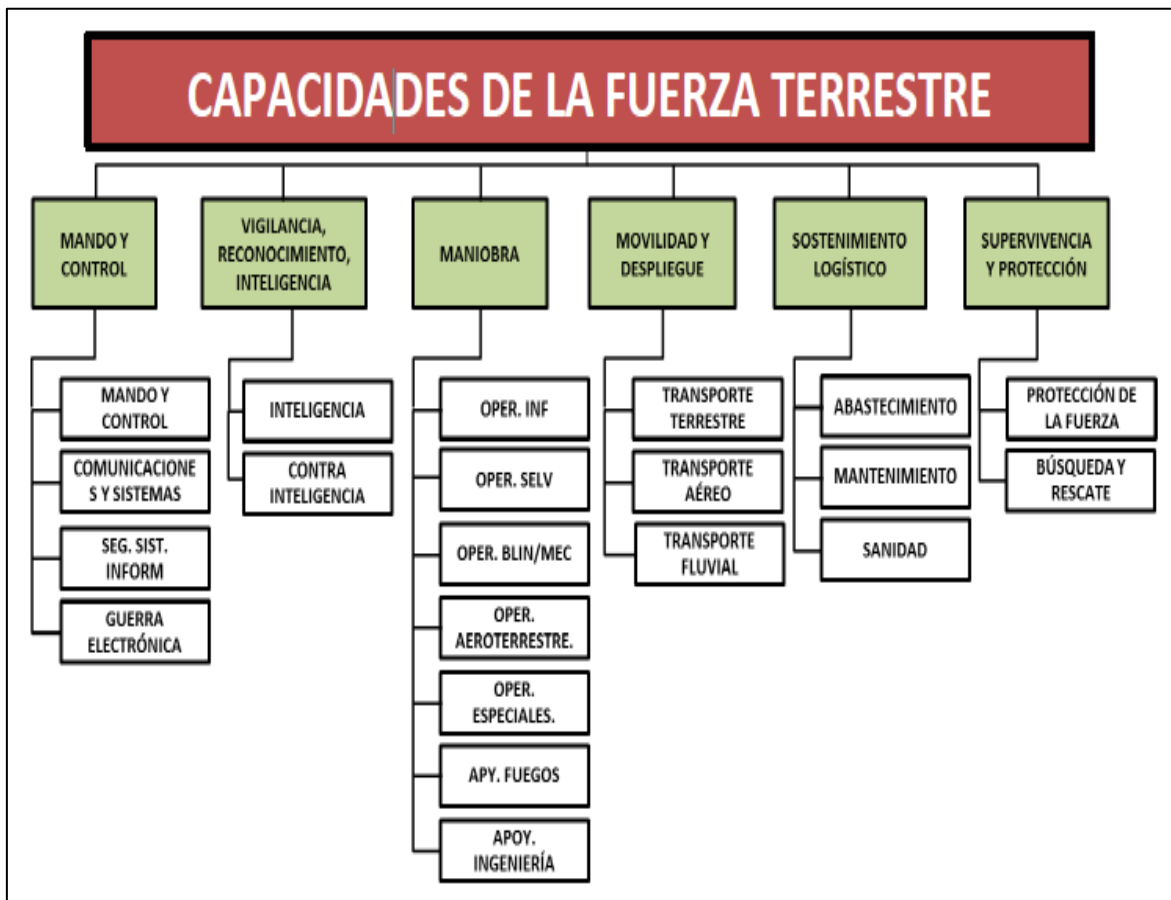 CAPACIDADES DE LA FUERZA TERRESTRE
MANDO Y
CONTROL
VIGILANCIA,
RECONOCIMIENTO,
INTELIGENCIA
MANIOBRA
MOVILIDAD Y
DESPLIEGUE
SOSTENIMIENTO
LOGÍSTICO
SUPERVIVENCIA
Y PROTECCIÓN
MANDO Y
CONTROL
COMUNICACIONE
S Y SISTEMAS
SEG. SIST.
INFORM
GUERRA
ELECTRÓNICA
INTELIGENCIA
CONTRA
INTELIGENCIA
OPER. INF
OPER. SELV
OPER. BLIN/MEC
OPER.
AEROTERRESTRE.
OPER.
ESPECIALES.
APY. FUEGOS
APOY.
INGENIERÍA
TRANSPORTE
TERRESTRE
TRANSPORTE
AÉREO
TRANSPORTE
FLUVIAL
ABASTECIMIENTO
MANTENIMIENTO
SANIDAD
PROTECCIÓN DE
LA FUERZA
BÚSQUEDA Y
RESCATE